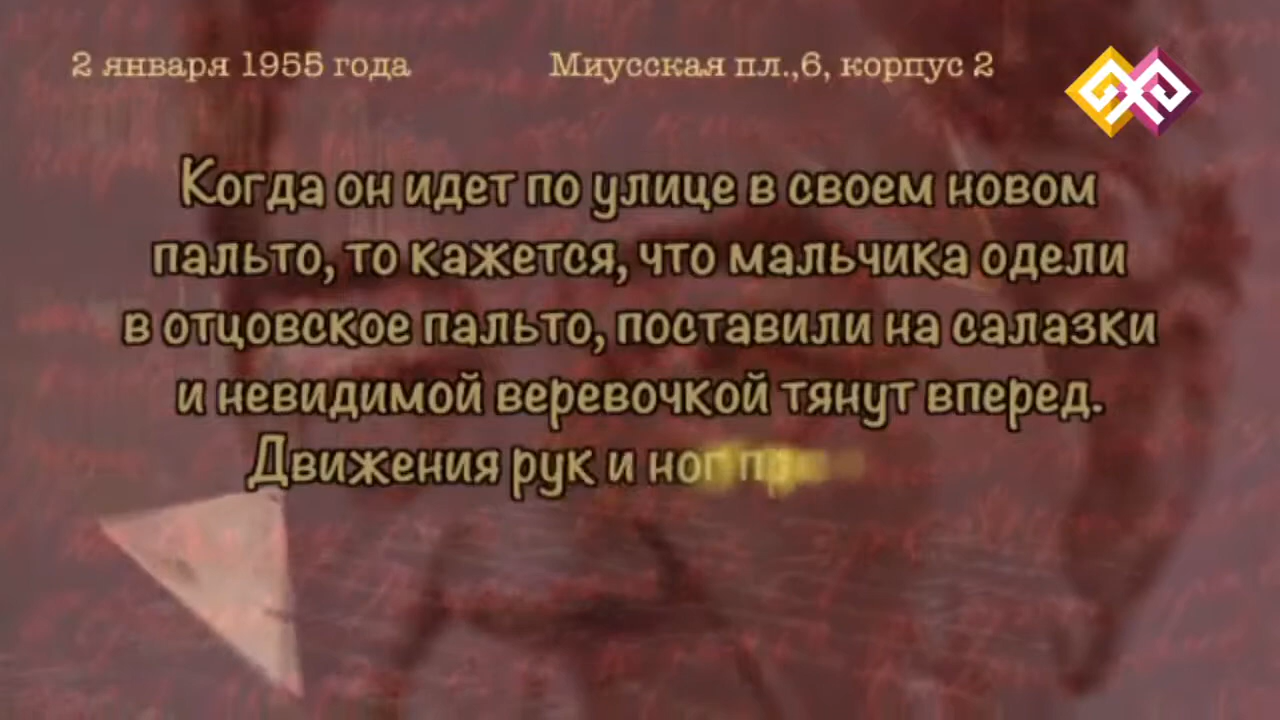 2 января 1955 года
Миусская пл.,6, корпус 2
Когда он идет по улице в своем новом
пальто, то кажется, что мальчика одели
в отцовское пальто, поставили на салазки
и невидимой веревочкой тянут вперед.
Движения рук и ног